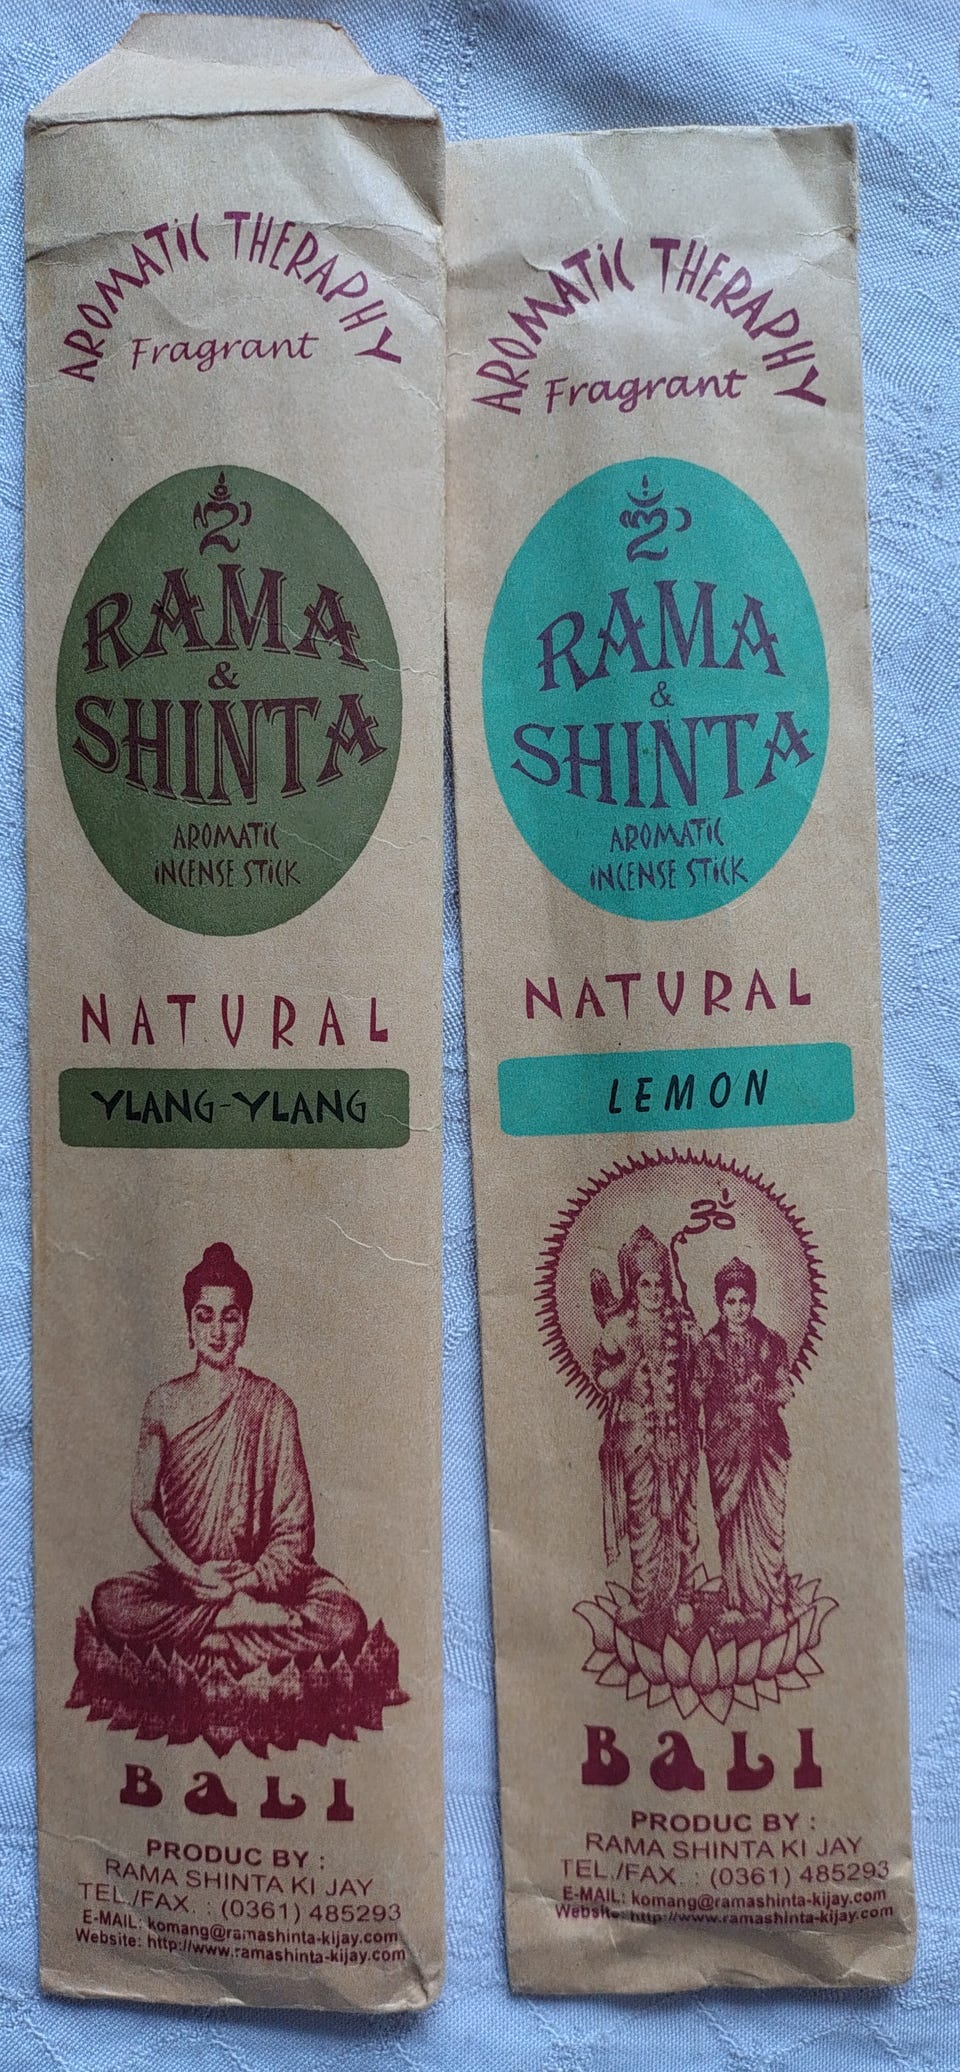 AROMATIC THERAPHY
Fragrant
ॐ
RAMA
&
SHINTA
AROMATIC
INCENSE STICK
NATURAL
YLANG-YLANG
BALI
PRODUC BY :
RAMA SHINTA KI JAY
TEL./FAX. : (0361) 485293
E-MAIL: komang@ramashinta-kijay.com
Website: http://www.ramashinta-kijay.com
AROMATIC THERAPHY
Fragrant
RAMA
&
SHINTA
AROMATIC
INCENSE STICK
NATURAL
LEMON
ॐ
BALI
PRODUC BY :
RAMA SHINTA KI JAY
TEL./FAX. : (0361) 485293
E-MAIL: komang@ramashinta-kijay.com
Website: http://www.ramashinta-kijay.com